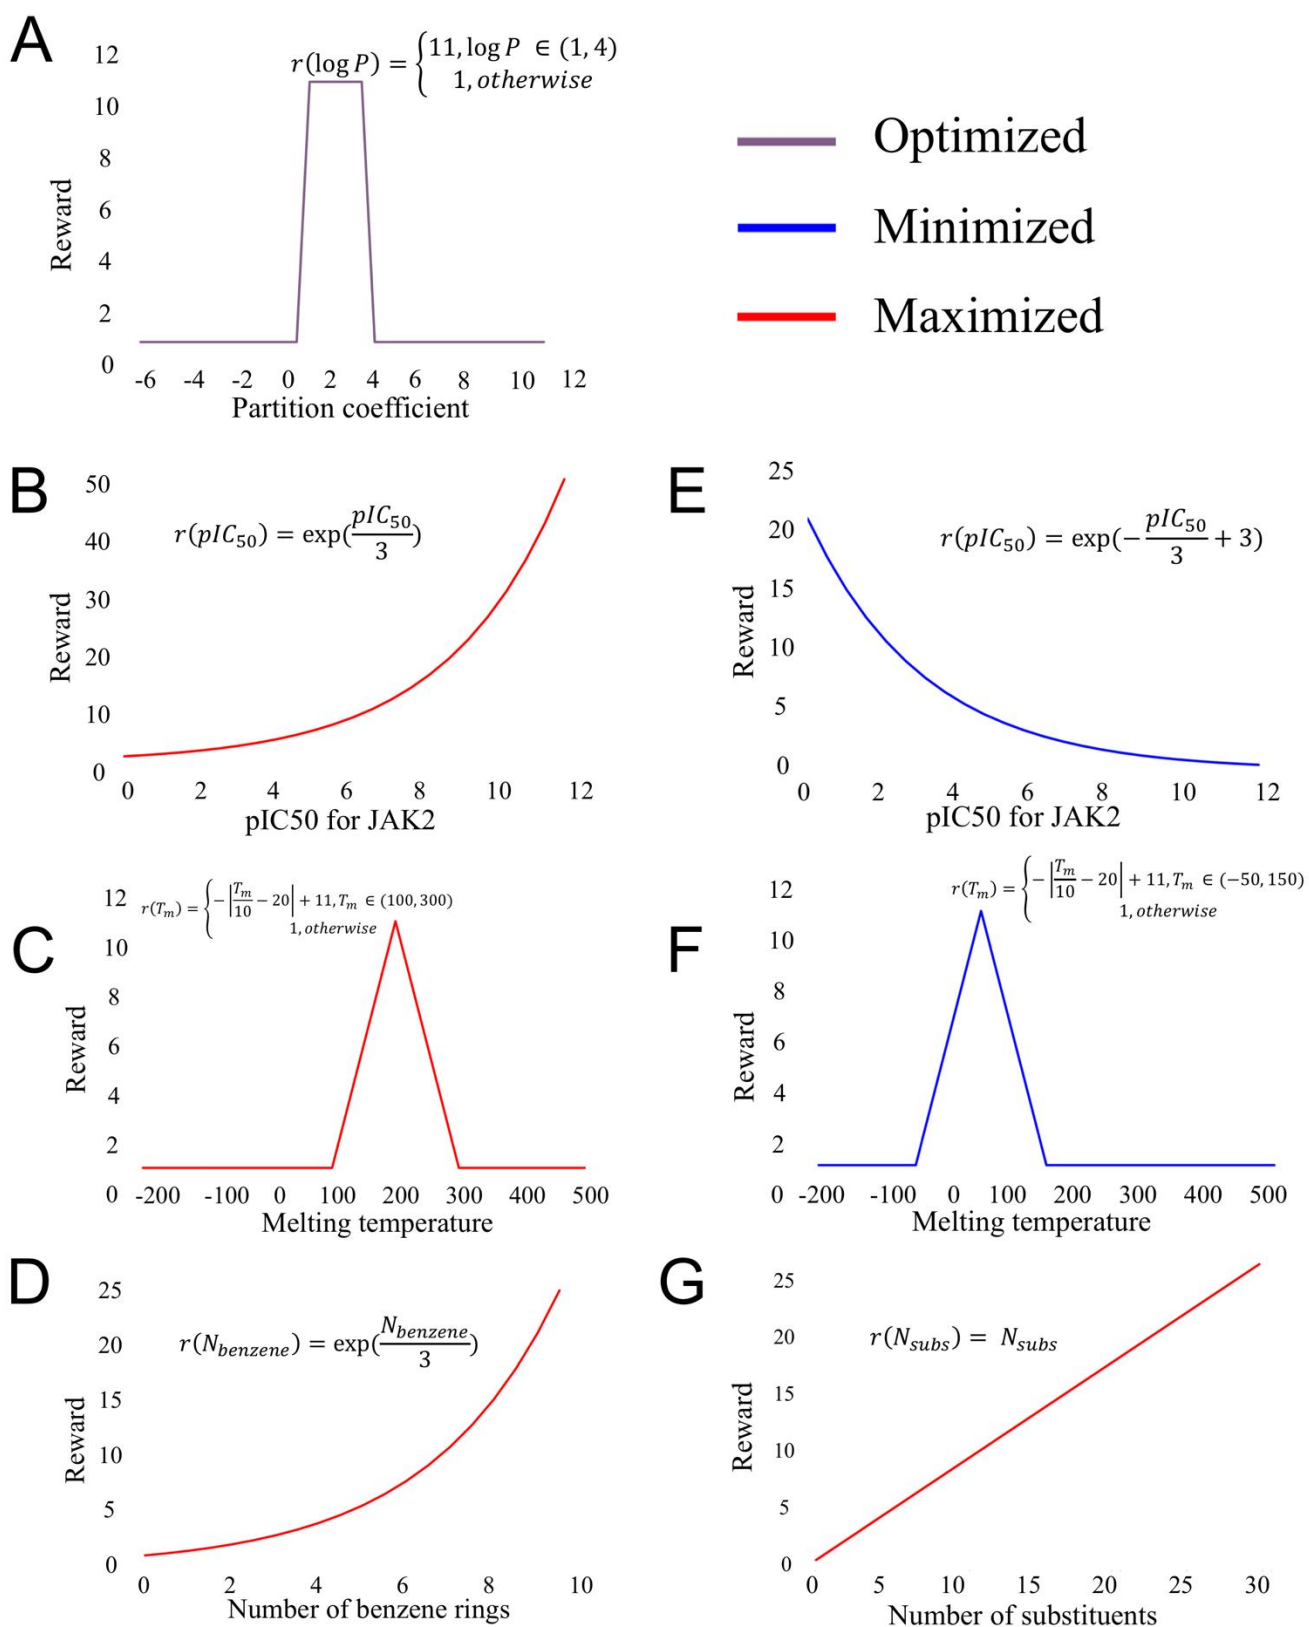 A
r(log P) = {11, log P ∈ (1, 4)
1, otherwise
12
10
8
6
4
2
0
Reward
-6 -4 -2 0 2 4 6 8 10 12
Partition coefficient
Optimized
Minimized
Maximized
B
r(pIC₅₀) = exp(pIC₅₀/3)
50
40
30
20
10
0
Reward
0 2 4 6 8 10 12
pIC50 for JAK2
E
r(pIC₅₀) = exp(−pIC₅₀/3 + 3)
25
20
15
10
5
0
Reward
0 2 4 6 8 10 12
pIC50 for JAK2
C
r(Tₘ) = {−|Tₘ/10 − 20| + 11, Tₘ ∈ (100, 300)
1, otherwise
12
10
8
6
4
2
0
Reward
-200 -100 0 100 200 300 400 500
Melting temperature
F
r(Tₘ) = {−|Tₘ/10 − 20| + 11, Tₘ ∈ (−50, 150)
1, otherwise
12
10
8
6
4
2
0
Reward
-200 -100 0 100 200 300 400 500
Melting temperature
D
r(N_benzene) = exp(N_benzene/3)
25
20
15
10
5
0
Reward
0 2 4 6 8 10
Number of benzene rings
G
r(N_subs) = N_subs
25
20
15
10
5
0
Reward
0 5 10 15 20 25 30
Number of substituents